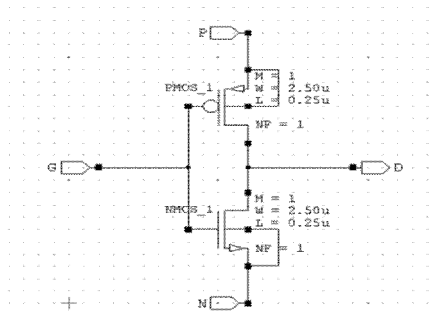 P
M = 1
PMOS_1
W = 2.50u
L = 0.25u
NF = 1
G
D
M = 1
NMOS_1
W = 2.50u
L = 0.25u
NF = 1
N